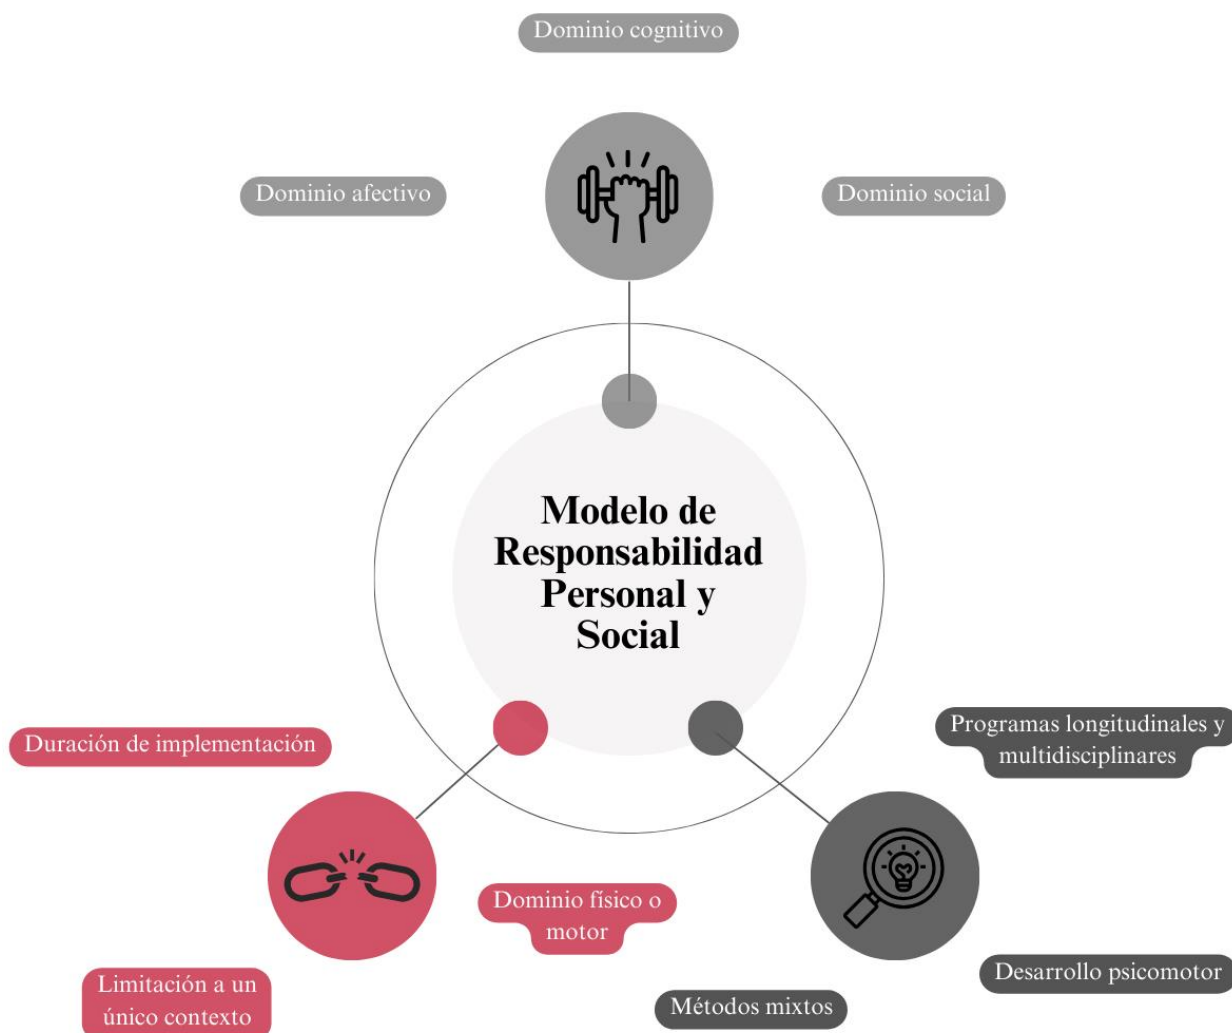 Dominio cognitivo
Dominio afectivo
Dominio social
Modelo de
Responsabilidad
Personal y
Social
Duración de implementación
Programas longitudinales y
multidisciplinares
Dominio físico o
motor
Limitación a un
único contexto
Desarrollo psicomotor
Métodos mixtos